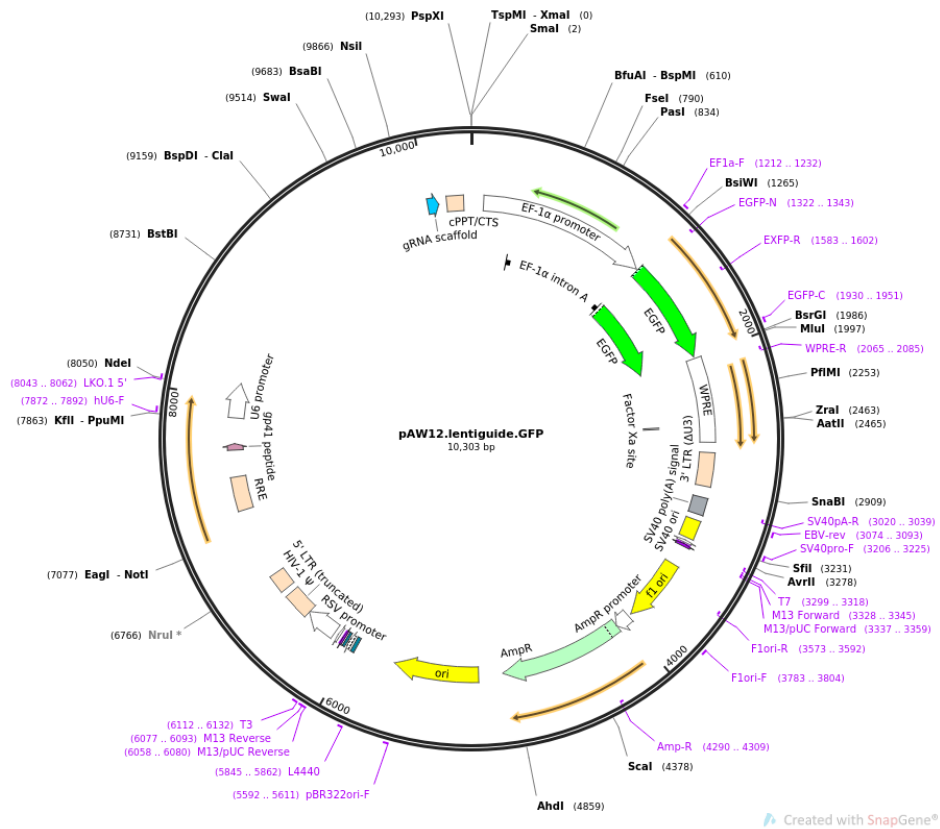 (10,293) PspXI
TspMI - XmaI (0)
SmaI (2)
(9866) NsiI
(9683) BsaBI
(9514) SwaI
(9159) BspDI - ClaI
(8731) BstBI
(8050) NdeI
(8043 .. 8062) LKO.1 5'
(7872 .. 7892) hU6-F
(7863) KflI - PpuMI
(7077) EagI - NotI
(6766) NruI *
(6112 .. 6132) T3
(6077 .. 6093) M13 Reverse
(6058 .. 6080) M13/pUC Reverse
(5845 .. 5862) L4440
(5592 .. 5611) pBR322ori-F
BfuAI - BspMI (610)
FseI (790)
PasI (834)
EF1a-F (1212 .. 1232)
BsiWI (1265)
EGFP-N (1322 .. 1343)
EXFP-R (1583 .. 1602)
EGFP-C (1930 .. 1951)
BsrGI (1986)
MluI (1997)
WPRE-R (2065 .. 2085)
PflMI (2253)
ZraI (2463)
AatII (2465)
SnaBI (2909)
SV40pA-R (3020 .. 3039)
EBV-rev (3074 .. 3093)
SV40pro-F (3206 .. 3225)
SfiI (3231)
AvrII (3278)
T7 (3299 .. 3318)
M13 Forward (3328 .. 3345)
M13/pUC Forward (3337 .. 3359)
F1ori-R (3573 .. 3592)
F1ori-F (3783 .. 3804)
Amp-R (4290 .. 4309)
ScaI (4378)
AhdI (4859)
10,000
2000
4000
6000
8000
cPPT/CTS
gRNA scaffold
EF-1α promoter
EF-1α intron A
EGFP
EGFP
WPRE
Factor Xa site
3' LTR (ΔU3)
SV40 poly(A) signal
SV40 ori
f1 ori
AmpR promoter
AmpR
ori
RSV promoter
5' LTR (truncated)
HIV-1 Ψ
RRE
gp41 peptide
U6 promoter
pAW12.lentiguide.GFP
10,303 bp
Created with SnapGene®